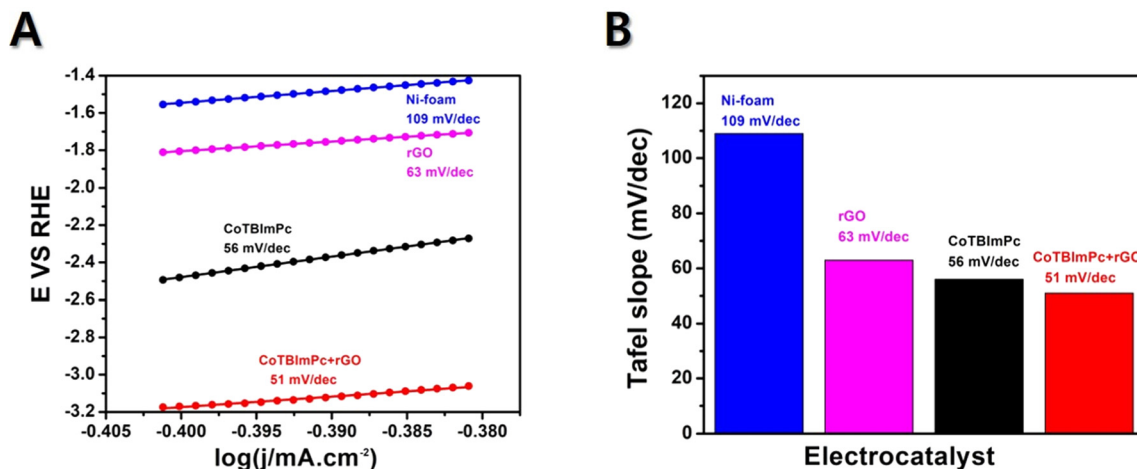 A
-1.4
-1.6
-1.8
-2.0
-2.2
-2.4
-2.6
-2.8
-3.0
-3.2
E VS RHE
Ni-foam
109 mV/dec
rGO
63 mV/dec
CoTBImPc
56 mV/dec
CoTBImPc+rGO
51 mV/dec
-0.405 -0.400 -0.395 -0.390 -0.385 -0.380
log(j/mA.cm⁻²)
B
120
100
80
60
40
20
0
Tafel slope (mV/dec)
Ni-foam
109 mV/dec
rGO
63 mV/dec
CoTBImPc
56 mV/dec
CoTBImPc+rGO
51 mV/dec
Electrocatalyst